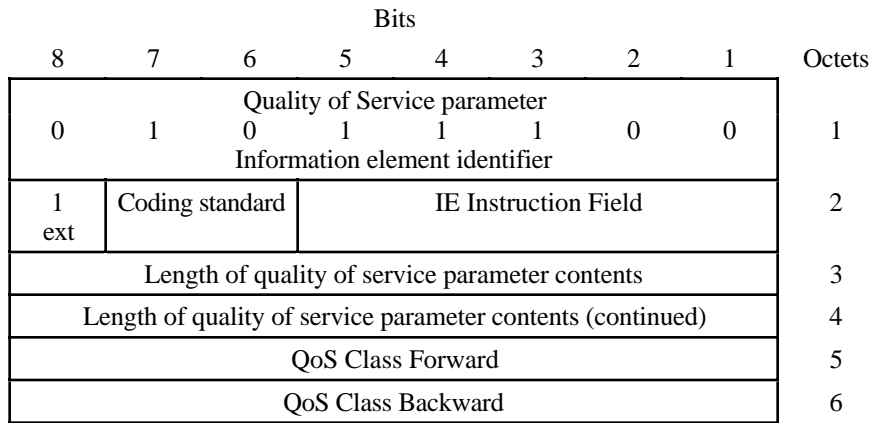 Bits
8 7 6 5 4 3 2 1 Octets
Quality of Service parameter
0 1 0 1 1 1 0 0 1
Information element identifier
1 Coding standard IE Instruction Field 2
ext
Length of quality of service parameter contents 3
Length of quality of service parameter contents (continued) 4
QoS Class Forward 5
QoS Class Backward 6